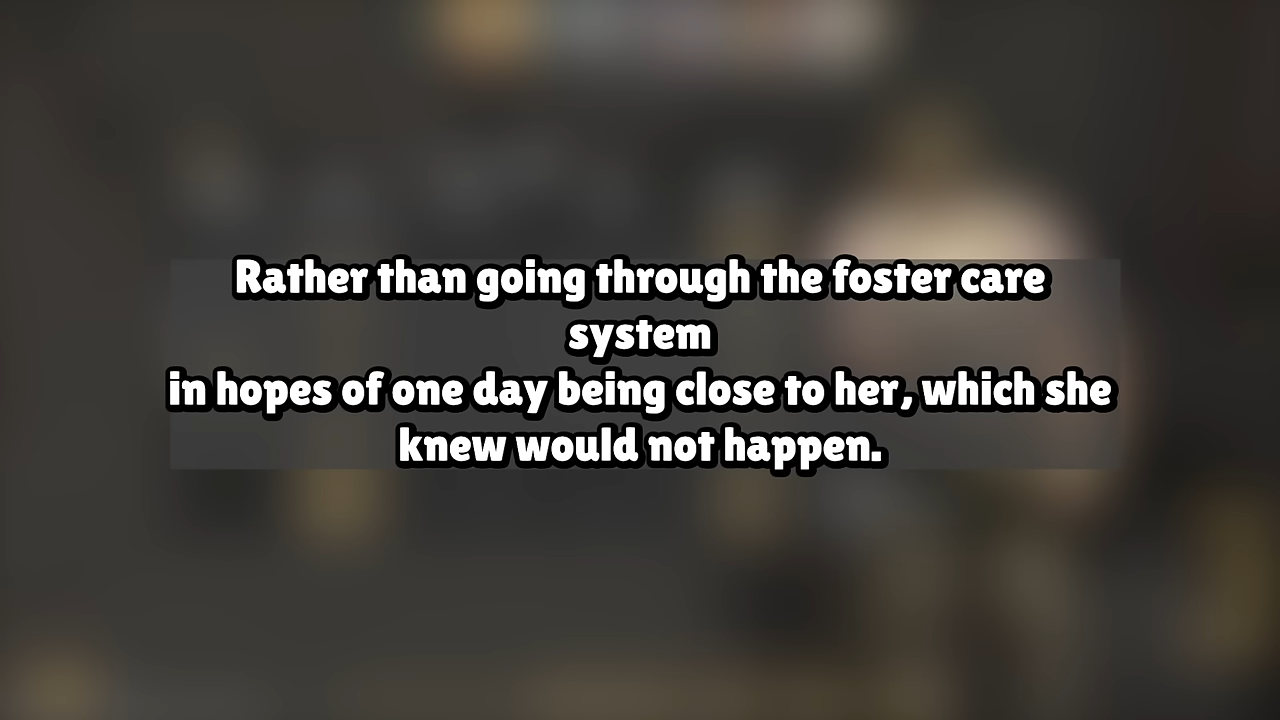 Rather than going through the foster care
system
in hopes of one day being close to her, which she
knew would not happen.